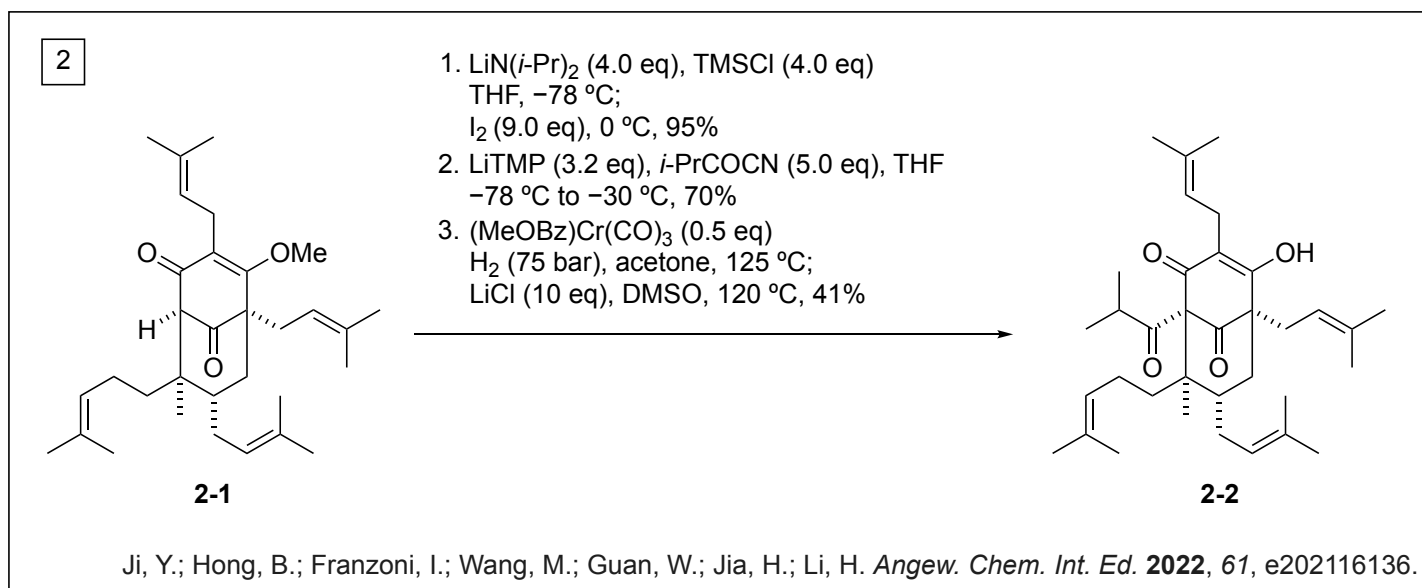 2
1. LiN(i-Pr)2 (4.0 eq), TMSCl (4.0 eq)
THF, −78 ºC;
I2 (9.0 eq), 0 ºC, 95%
2. LiTMP (3.2 eq), i-PrCOCN (5.0 eq), THF
−78 ºC to −30 ºC, 70%
3. (MeOBz)Cr(CO)3 (0.5 eq)
H2 (75 bar), acetone, 125 ºC;
LiCl (10 eq), DMSO, 120 ºC, 41%
O
OMe
H
O
2-1
O
OH
O
O
2-2
Ji, Y.; Hong, B.; Franzoni, I.; Wang, M.; Guan, W.; Jia, H.; Li, H. Angew. Chem. Int. Ed. 2022, 61, e202116136.